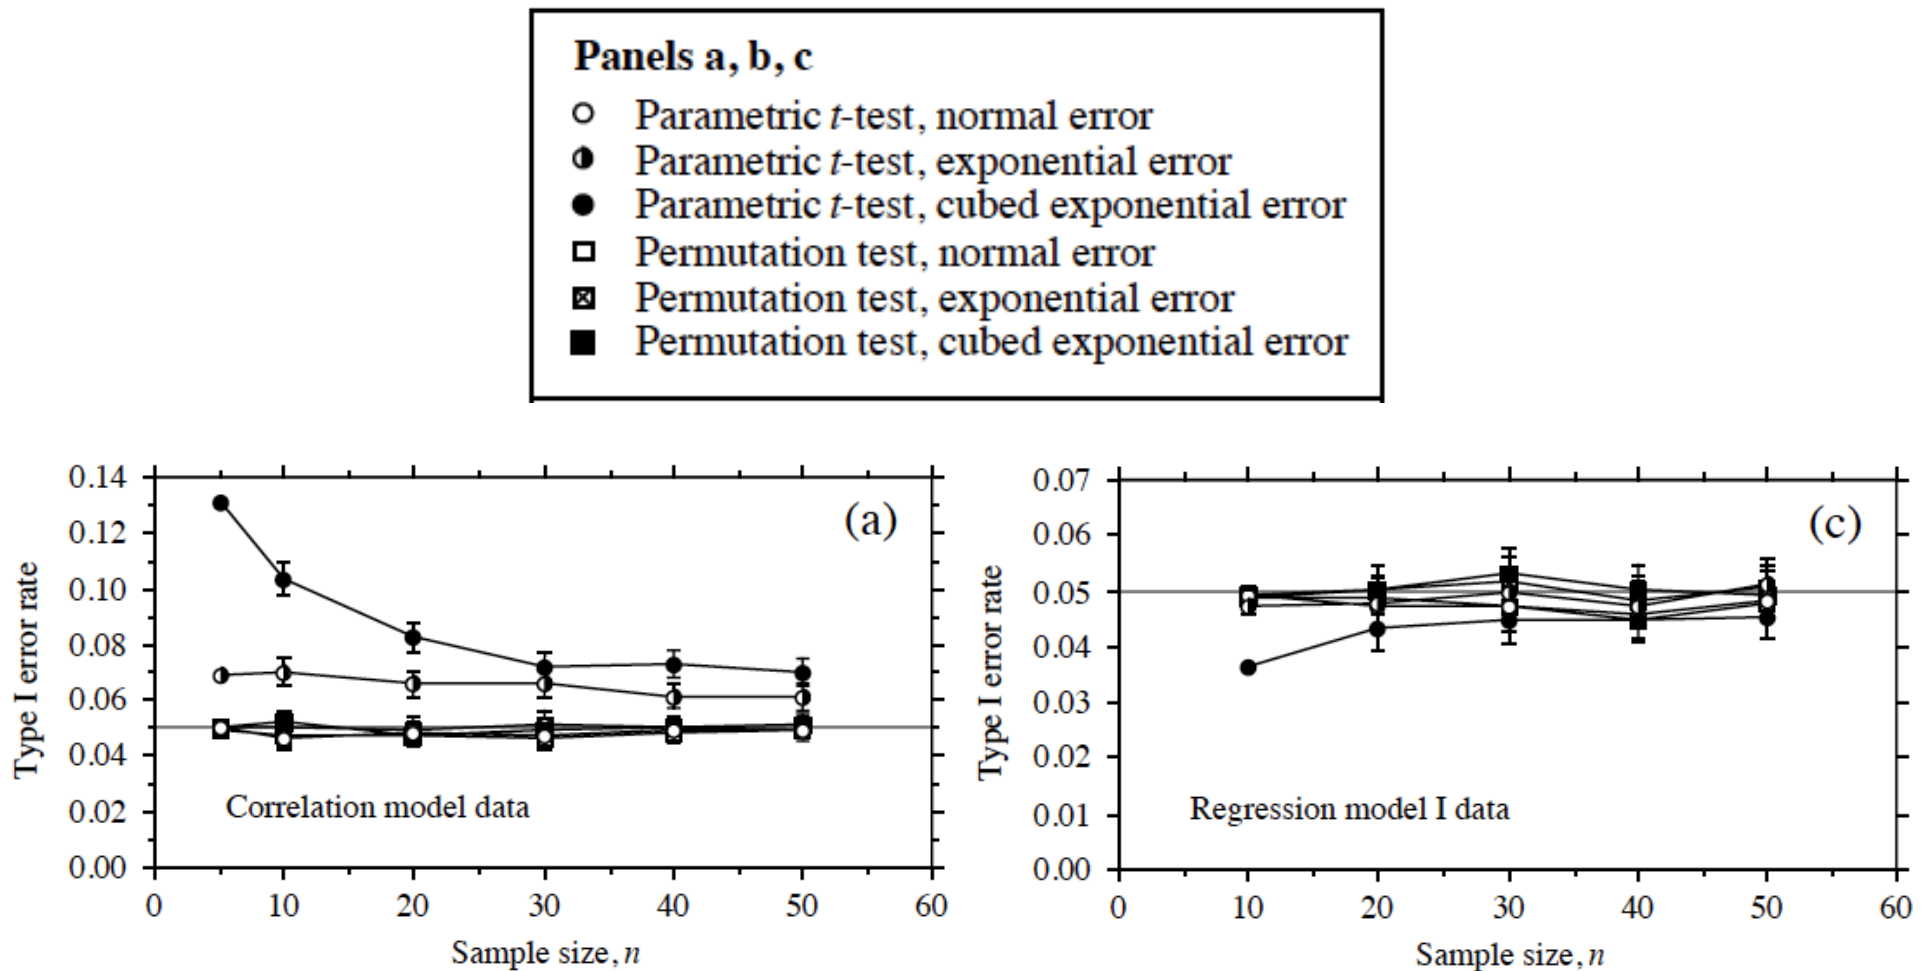 Panels a, b, c
Parametric t-test, normal error
Parametric t-test, exponential error
Parametric t-test, cubed exponential error
Permutation test, normal error
Permutation test, exponential error
Permutation test, cubed exponential error
Type I error rate
0.14
0.12
0.10
0.08
0.06
0.04
0.02
0.00
(a)
Correlation model data
0 10 20 30 40 50 60
Sample size, n
Type I error rate
0.07
0.06
0.05
0.04
0.03
0.02
0.01
0.00
(c)
Regression model I data
0 10 20 30 40 50 60
Sample size, n